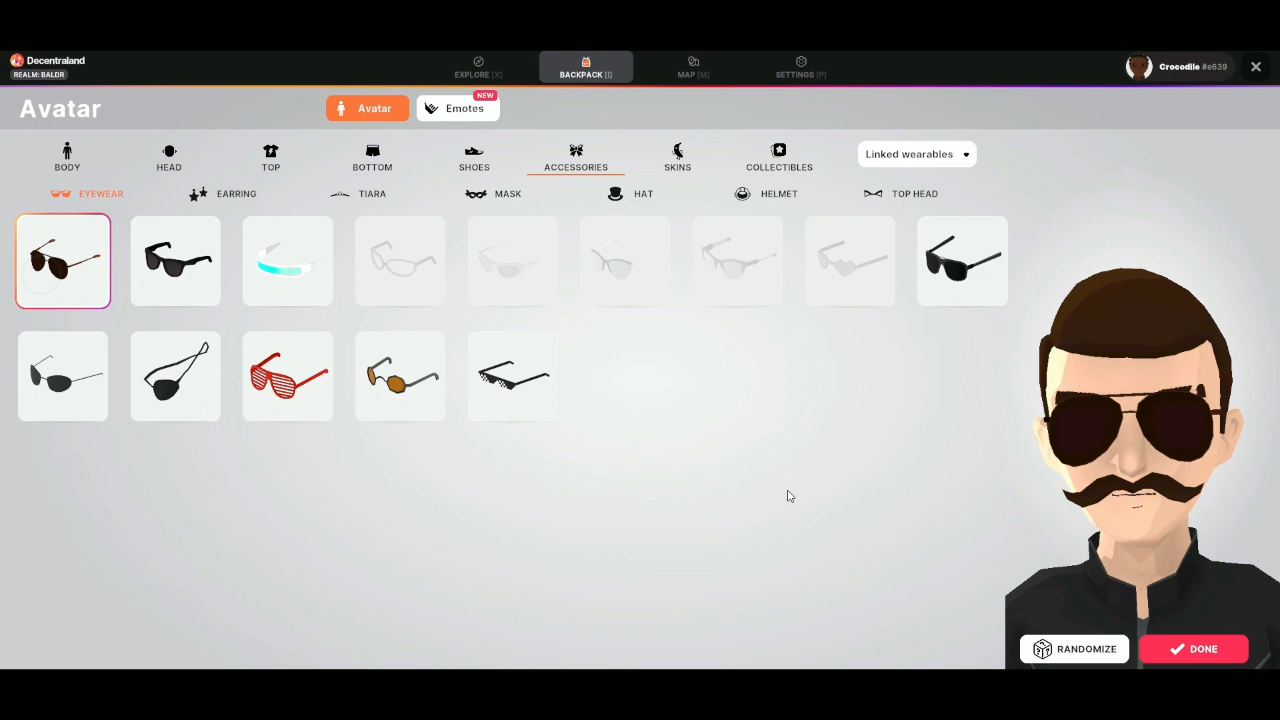 Decentraland
REALM: BALDR
EXPLORE [X]
BACKPACK [I]
MAP [M]
SETTINGS [P]
Crocodile #e639
Avatar
Avatar
Emotes
NEW
BODY
HEAD
TOP
BOTTOM
SHOES
ACCESSORIES
SKINS
COLLECTIBLES
Linked wearables
EYEWEAR
EARRING
TIARA
MASK
HAT
HELMET
TOP HEAD
RANDOMIZE
DONE